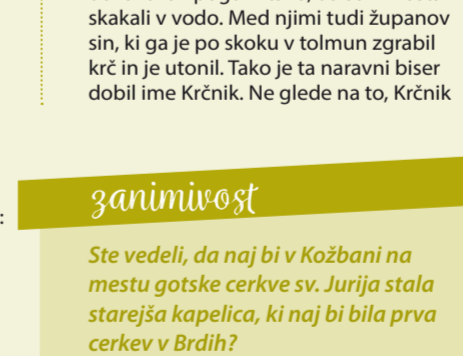 skakali v vodo. Med njimi tudi županov
sin, ki ga je po skoku v tolmun zgrabil
krč in je utonil. Tako je ta naravni biser
dobil ime Krčnik. Ne glede na to, Krčnik
:
zanimivost
Ste vedeli, da naj bi v Kožbani na
mestu gotske cerkve sv. Jurija stala
starejša kapelica, ki naj bi bila prva
cerkev v Brdih?